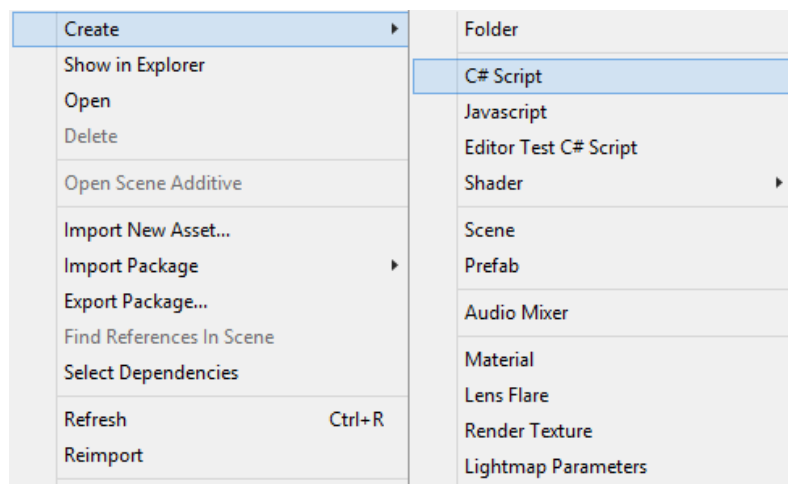 Create
Show in Explorer
Open
Delete
Open Scene Additive
Import New Asset...
Import Package
Export Package...
Find References In Scene
Select Dependencies
Refresh Ctrl+R
Reimport
Folder
C# Script
Javascript
Editor Test C# Script
Shader
Scene
Prefab
Audio Mixer
Material
Lens Flare
Render Texture
Lightmap Parameters